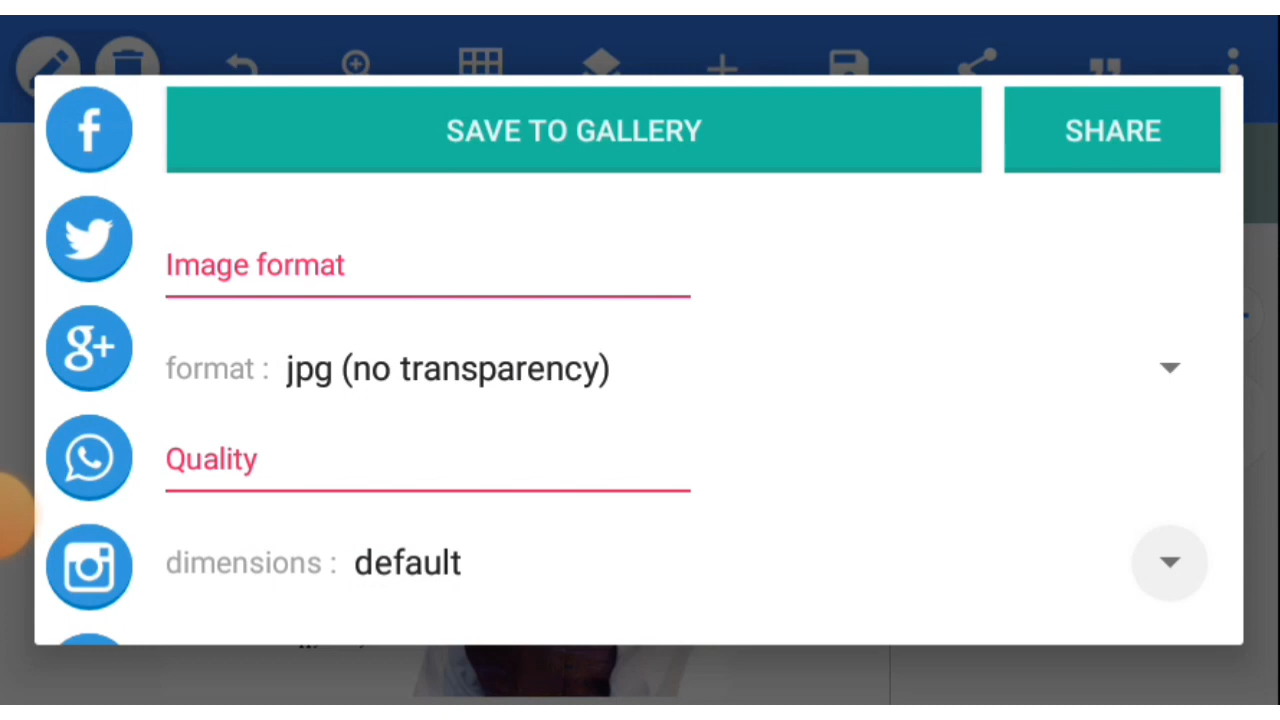 SAVE TO GALLERY
SHARE
Image format
format : jpg (no transparency)
Quality
dimensions : default